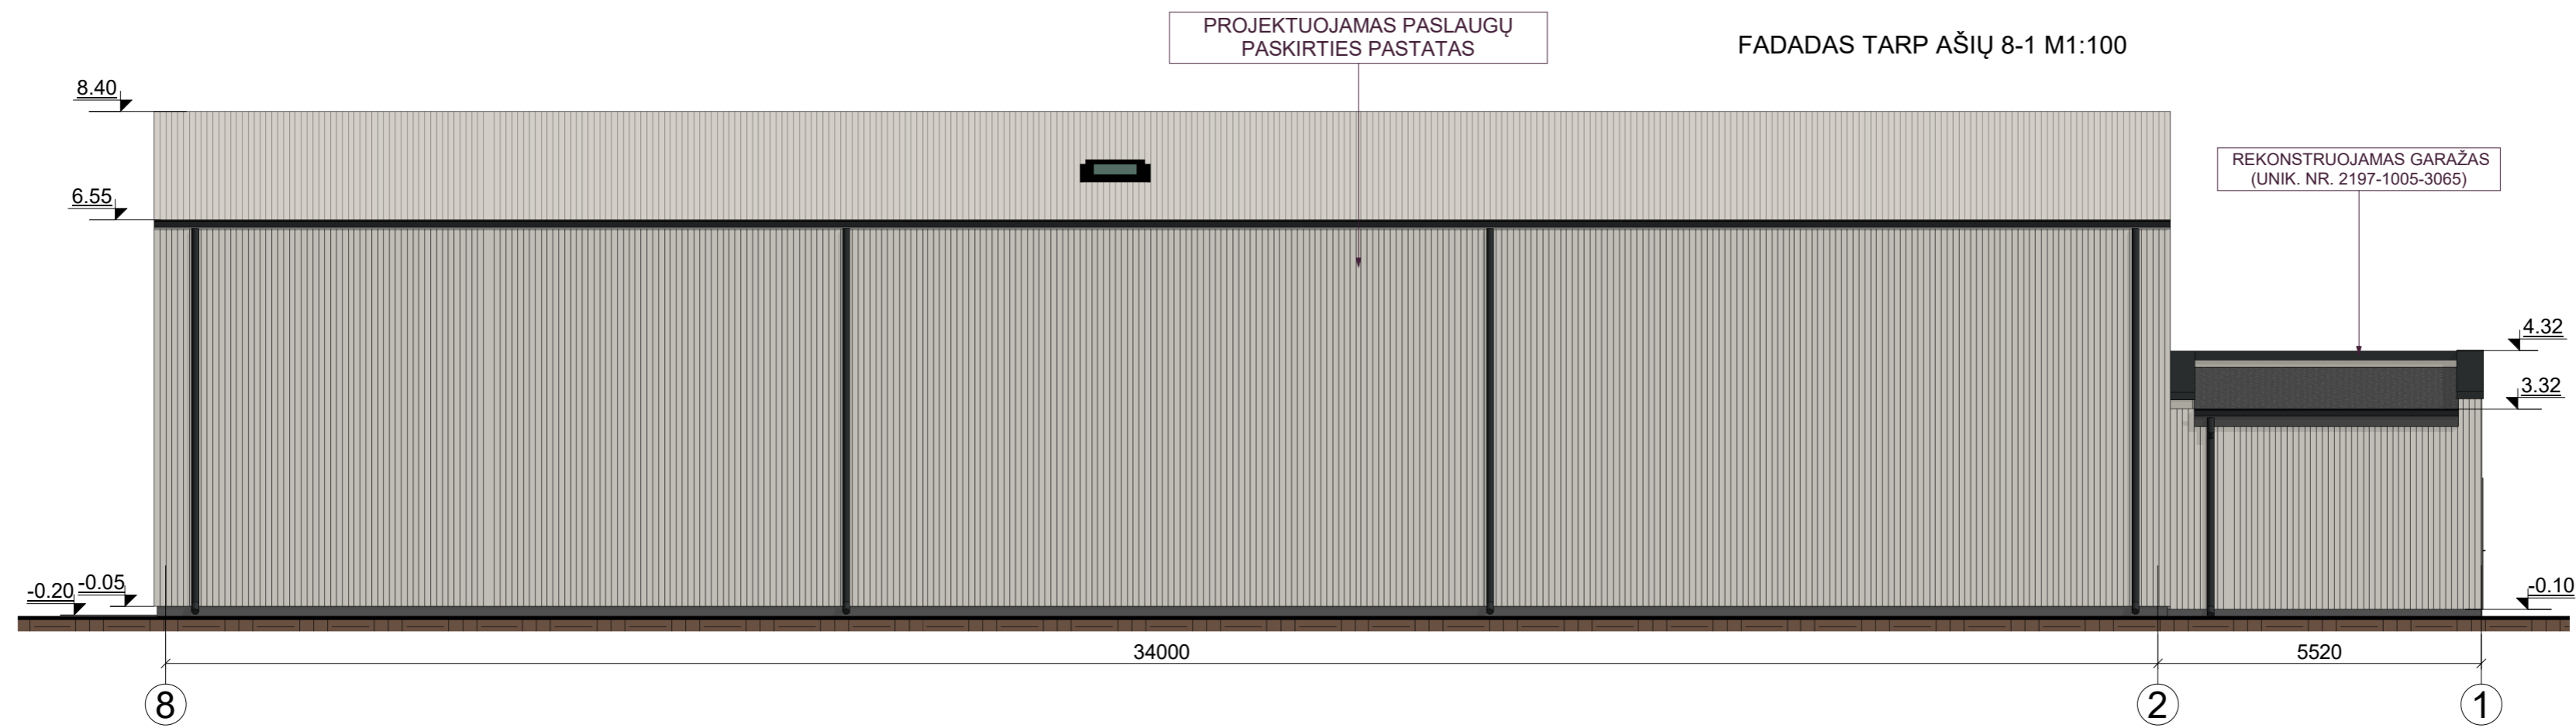 PROJEKTUOJAMAS PASLAUGŲ
PASKIRTIES PASTATAS
FADADAS TARP AŠIŲ 8-1 M1:100
8.40
6.55
REKONSTRUOJAMAS GARAŽAS
(UNIK. NR. 2197-1005-3065)
4.32
3.32
-0.20
-0.05
-0.10
34000
5520
8
2
1